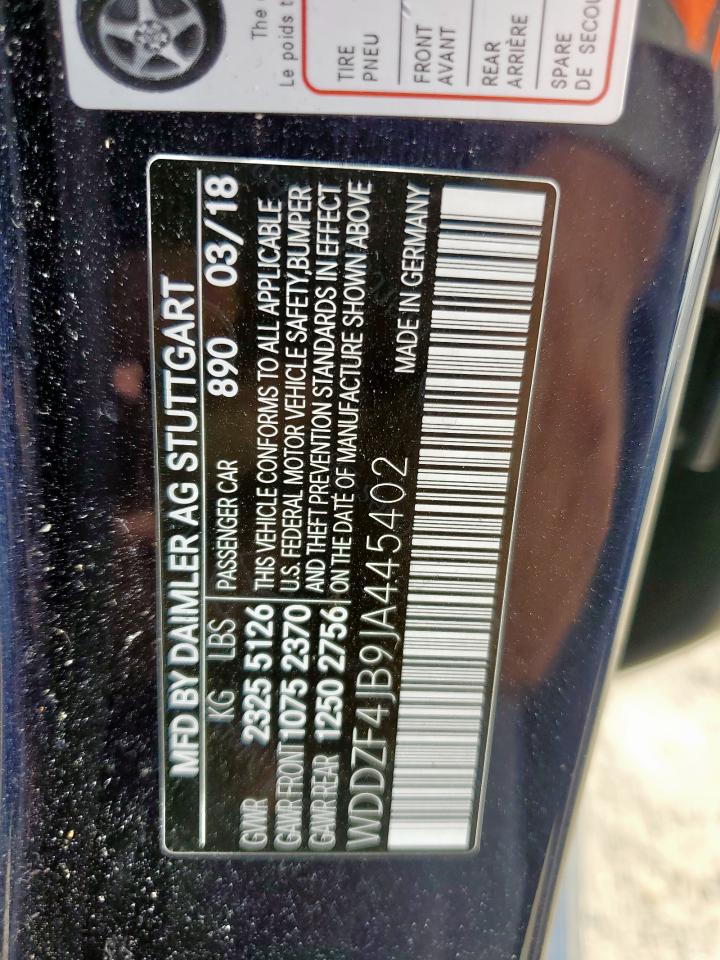 The
Le poids t
TIRE
PNEU
FRONT
AVANT
REAR
ARRIÈRE
SPARE
DE SECOU
MFD BY DAIMLER AG STUTTGART
KG LBS PASSENGER CAR 890 03/18
GVWR 2325 5126 THIS VEHICLE CONFORMS TO ALL APPLICABLE
GAWR FRONT 1075 2370 U.S. FEDERAL MOTOR VEHICLE SAFETY,BUMPER
GAWR REAR 1250 2756 AND THEFT PREVENTION STANDARDS IN EFFECT
ON THE DATE OF MANUFACTURE SHOWN ABOVE
WDDZF4JB9JA445402 MADE IN GERMANY